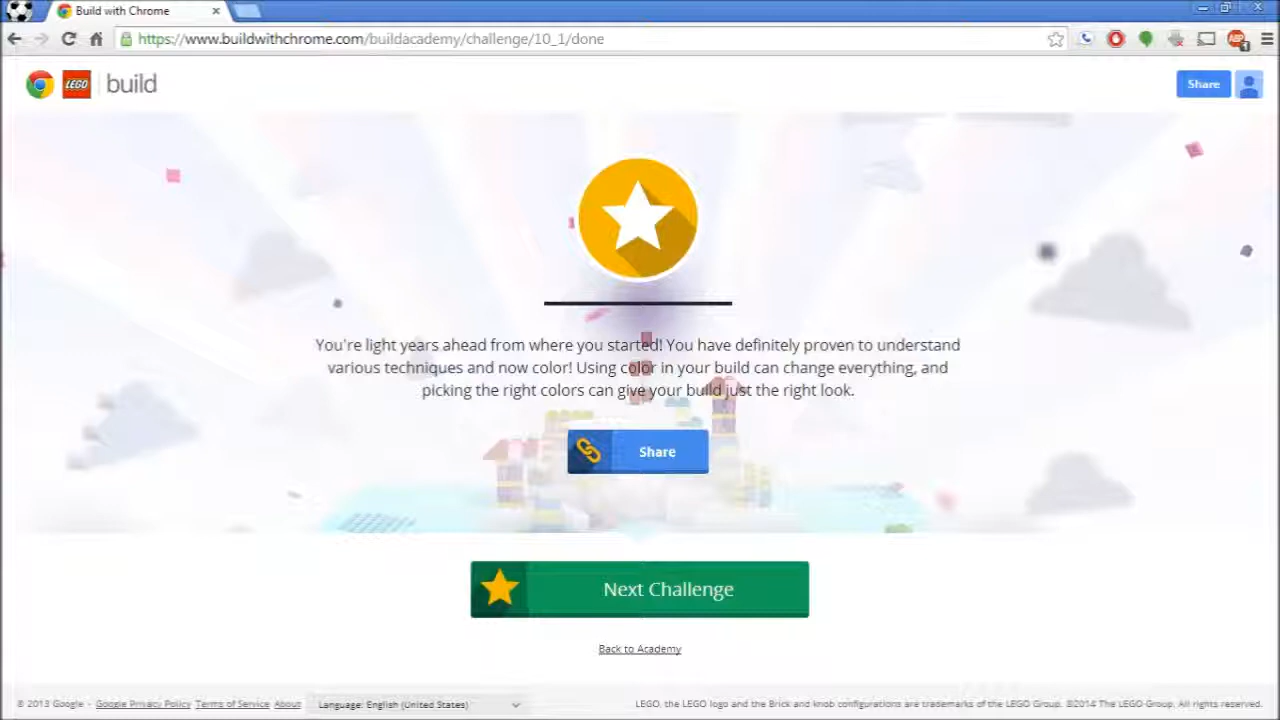 Build with Chrome
https://www.buildwithchrome.com/buildacademy/challenge/10_1/done
LEGO build
Share
You're light years ahead from where you started! You have definitely proven to understand
various techniques and now color! Using color in your build can change everything, and
picking the right colors can give your build just the right look.
Share
Next Challenge
Back to Academy
© 2013 Google - Google Privacy Policy Terms of Service About Language: English (United States) LEGO, the LEGO logo and the Brick and knob configurations are trademarks of the LEGO Group. ©2014 The LEGO Group. All rights reserved.